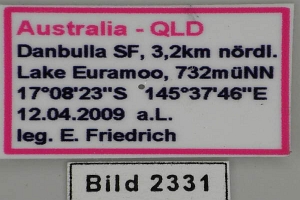 Australia - QLD
Danbulla SF, 3,2km nördl.
Lake Euramoo, 732müNN
17°08'23"S 145°37'46"E
12.04.2009 a.L.
leg. E. Friedrich
Bild 2331